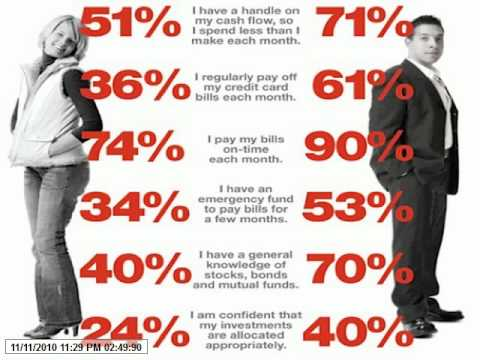 51% I have a handle on 71%
my cash flow, so
I spend less than I
make each month.
36% I regularly pay off 61%
my credit card
bills each month.
74% I pay my bills 90%
on-time
each month.
34% I have an 53%
emergency fund
to pay bills for
a few months.
40% I have a general 70%
knowledge of
stocks, bonds
and mutual funds.
24% I am confident that 40%
my investments
are allocated
appropriately.
11/11/2010 11:29 PM 02:49:90